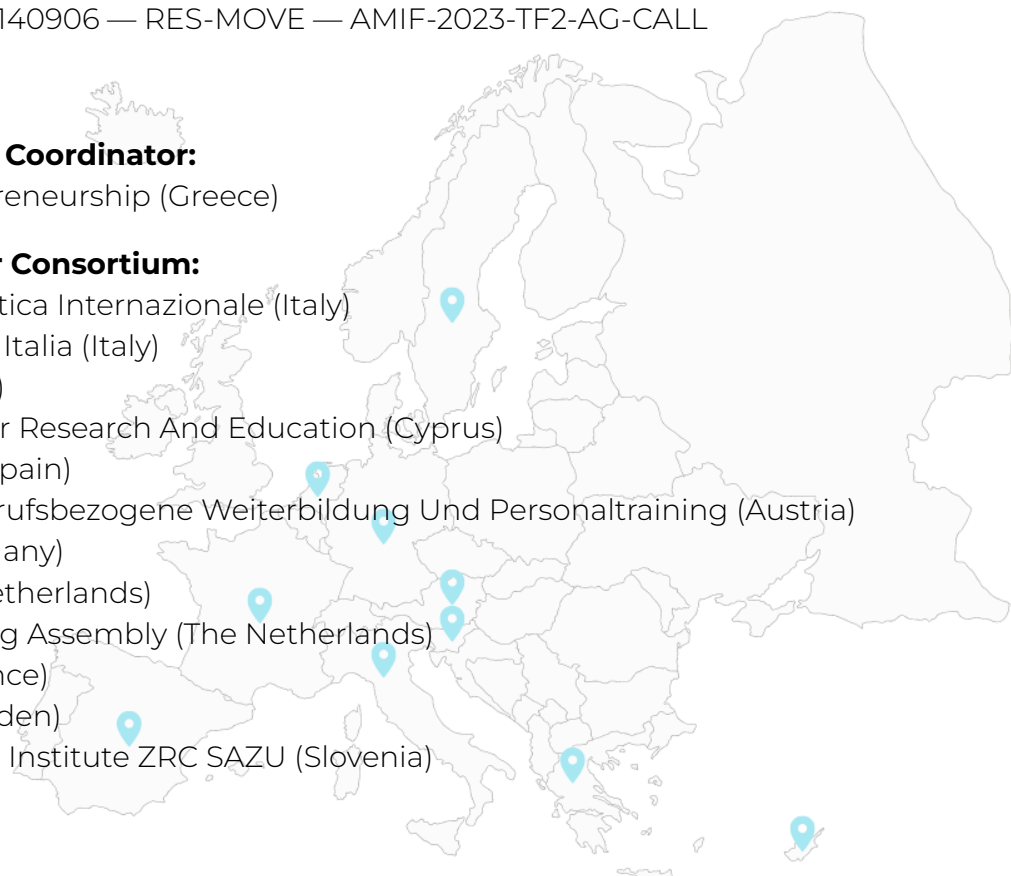 140906 — RES-MOVE — AMIF-2023-TF2-AG-CALL
Coordinator:
reneurship (Greece)
r Consortium:
tica Internazionale (Italy)
Italia (Italy)
)
r Research And Education (Cyprus)
pain)
rufsbezogene Weiterbildung Und Personaltraining (Austria)
any)
etherlands)
g Assembly (The Netherlands)
nce)
den)
Institute ZRC SAZU (Slovenia)